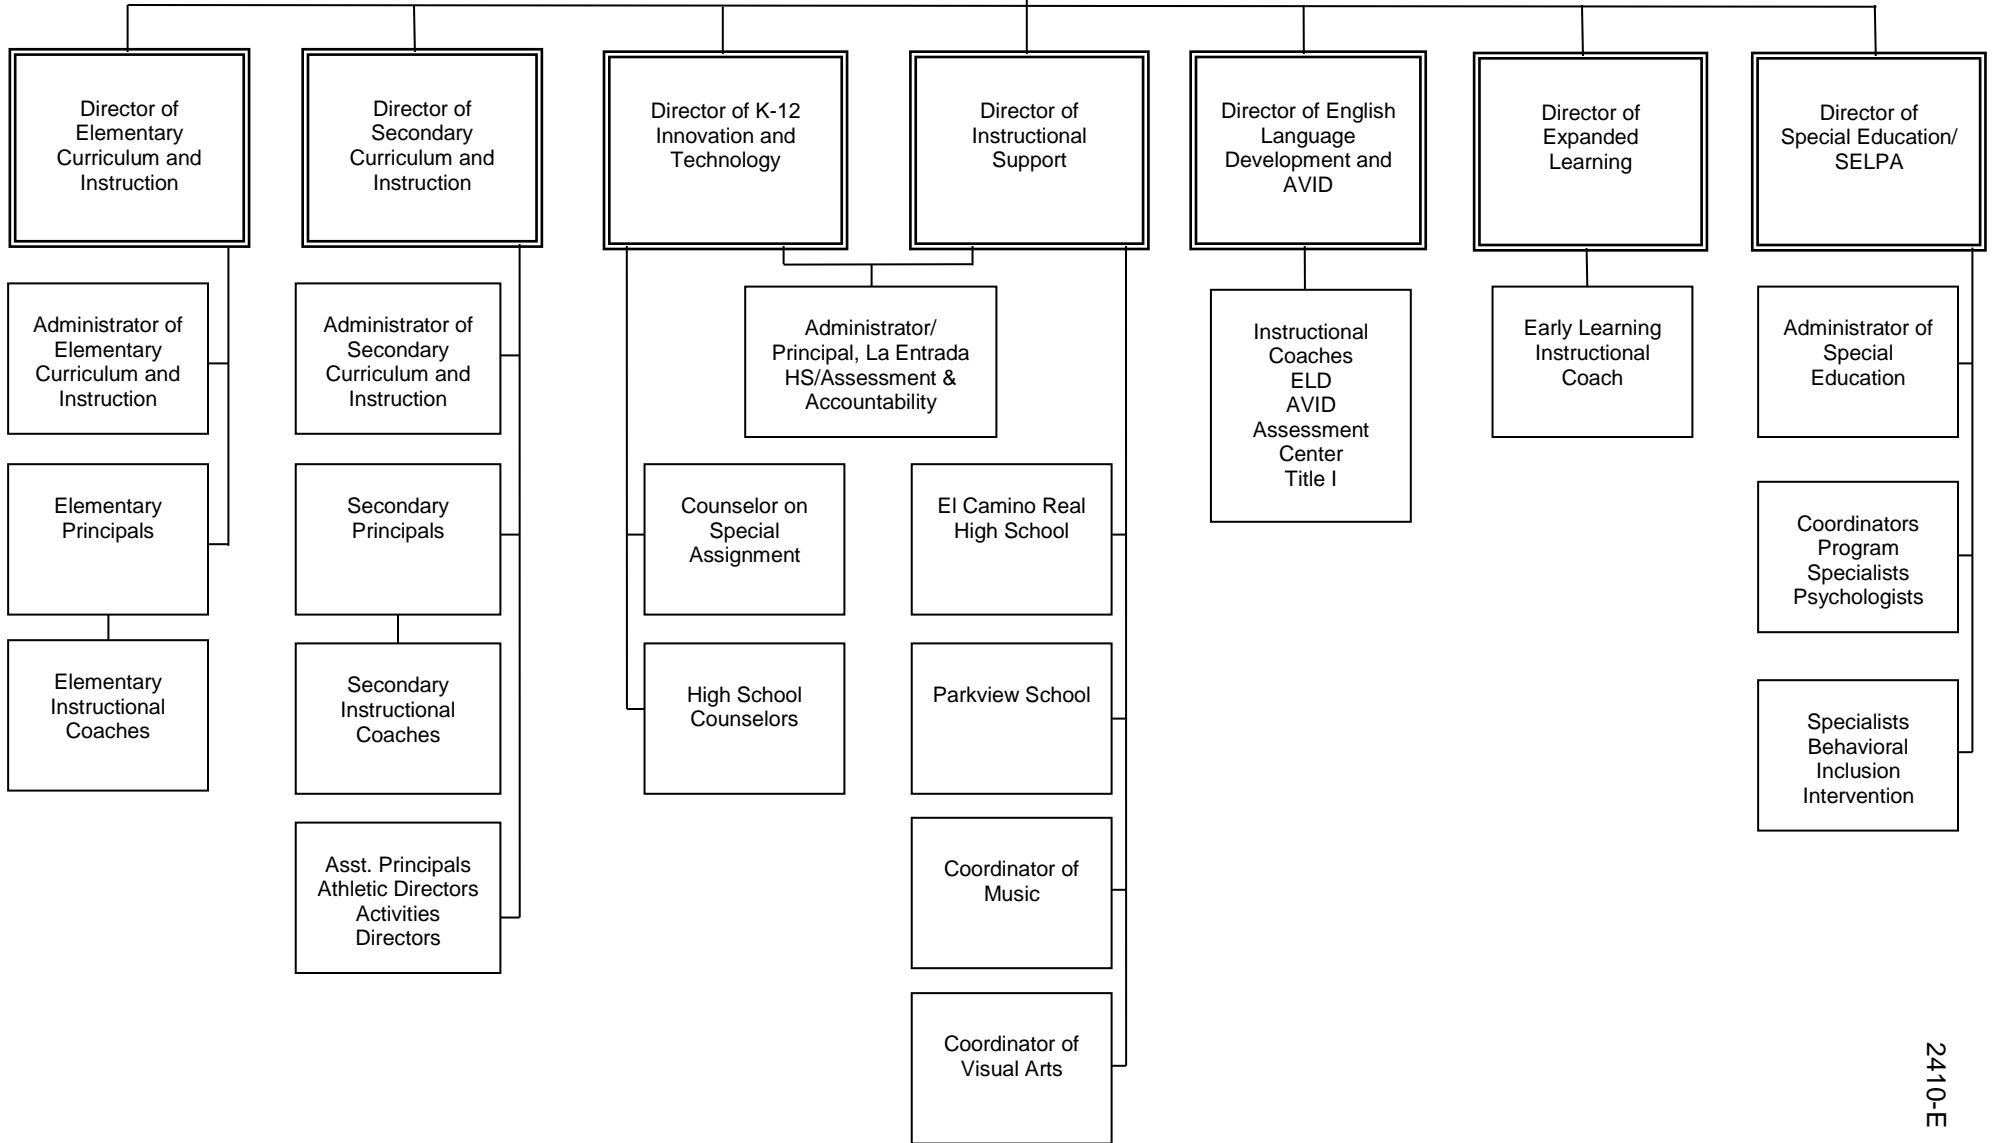 Director of
Elementary
Curriculum and
Instruction
Director of
Secondary
Curriculum and
Instruction
Director of K-12
Innovation and
Technology
Director of
Instructional
Support
Director of English
Language
Development and
AVID
Director of
Expanded
Learning
Director of
Special Education/
SELPA
Administrator of
Elementary
Curriculum and
Instruction
Administrator of
Secondary
Curriculum and
Instruction
Administrator/
Principal, La Entrada
HS/Assessment &
Accountability
Instructional
Coaches
ELD
AVID
Assessment
Center
Title I
Early Learning
Instructional
Coach
Administrator of
Special
Education
Elementary
Principals
Secondary
Principals
Counselor on
Special
Assignment
El Camino Real
High School
Coordinators
Program
Specialists
Psychologists
Elementary
Instructional
Coaches
Secondary
Instructional
Coaches
High School
Counselors
Parkview School
Specialists
Behavioral
Inclusion
Intervention
Asst. Principals
Athletic Directors
Activities
Directors
Coordinator of
Music
Coordinator of
Visual Arts
2410-E